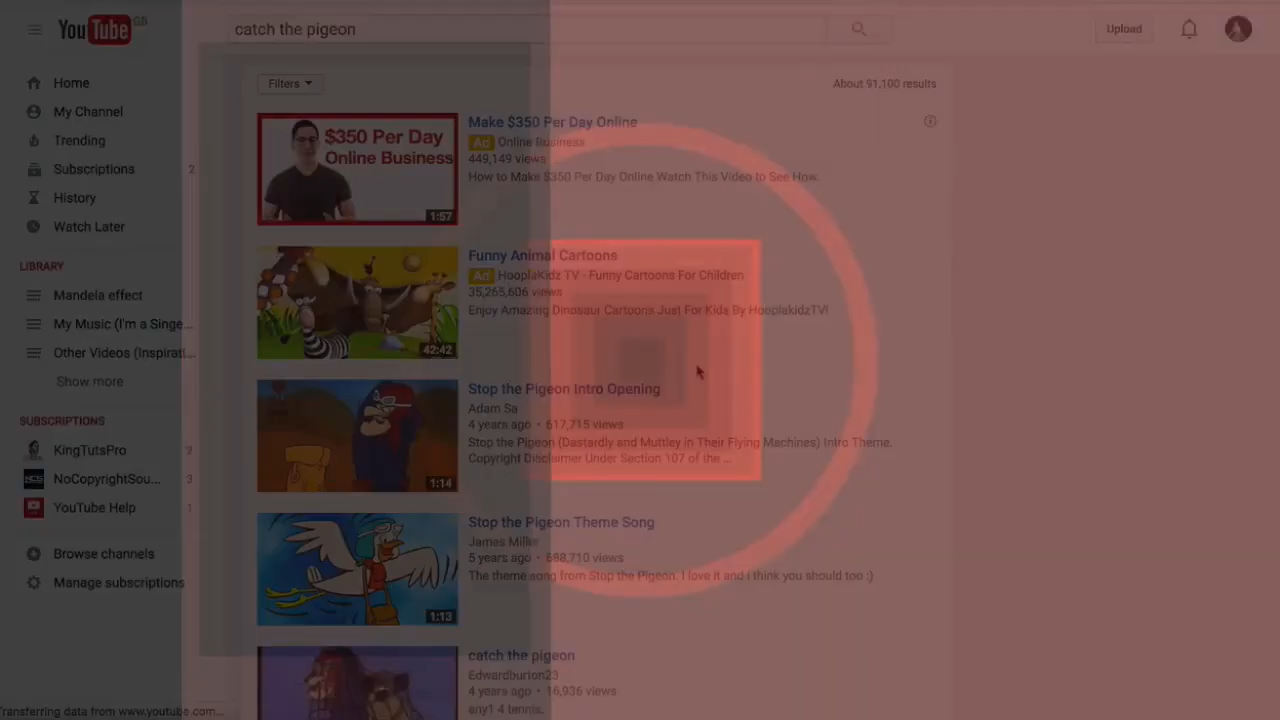 YouTube GB
catch the pigeon
Upload
Home
My Channel
Trending
Subscriptions 2
History
Watch Later
LIBRARY
Mandela effect
My Music (I'm a Singe...
Other Videos (Inspirati...
Show more
SUBSCRIPTIONS
KingTutsPro 2
NoCopyrightSou... 3
YouTube Help 1
Browse channels
Manage subscriptions
Filters
About 91,100 results
$350 Per Day
Online Business
1:57
Make $350 Per Day Online
Ad Online Business
449,149 views
How to Make $350 Per Day Online Watch This Video to See How.
42:42
Funny Animal Cartoons
Ad HooplaKidz TV - Funny Cartoons For Children
35,265,606 views
Enjoy Amazing Dinosaur Cartoons Just For Kids By HooplakidzTV!
1:14
Stop the Pigeon Intro Opening
Adam Sa
4 years ago • 617,715 views
Stop the Pigeon (Dastardly and Muttley in Their Flying Machines) Intro Theme.
Copyright Disclaimer Under Section 107 of the ...
1:13
Stop the Pigeon Theme Song
James Milke
5 years ago • 698,710 views
The theme song from Stop the Pigeon. I love it and i think you should too :)
catch the pigeon
Edwardburton23
4 years ago • 16,936 views
any1 4 tennis.
Transferring data from www.youtube.com...